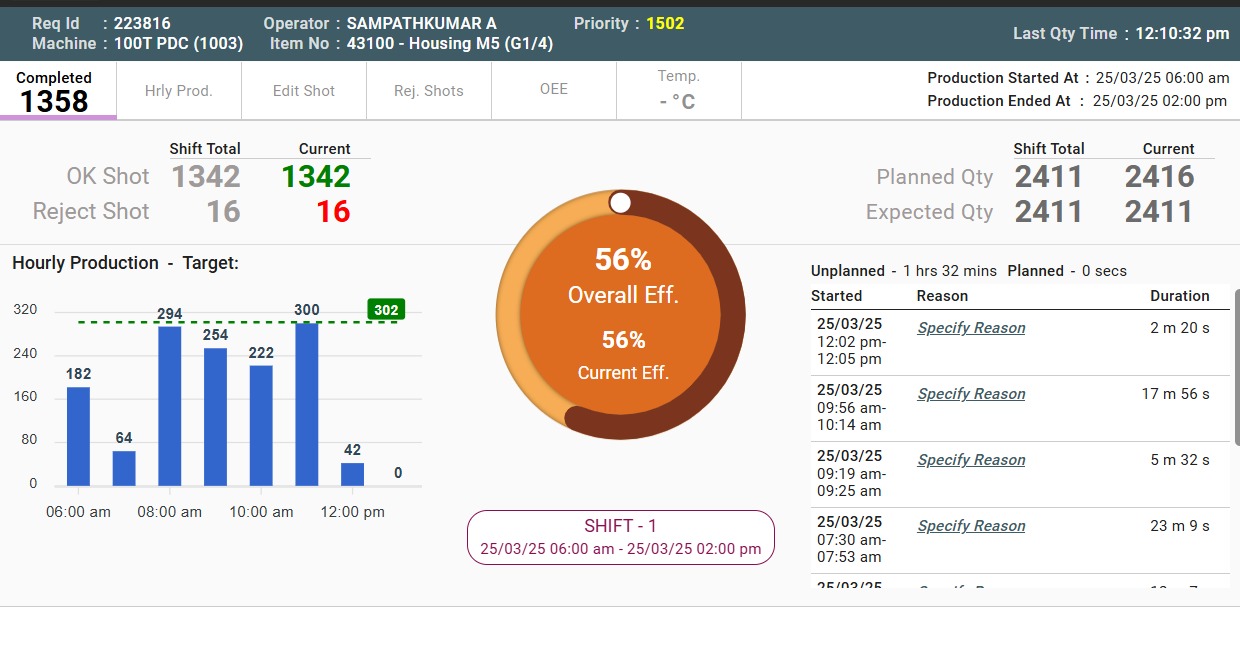 Req Id : 223816 Operator : SAMPATHKUMAR A Priority : 1502
Machine : 100T PDC (1003) Item No : 43100 - Housing M5 (G1/4)
Last Qty Time : 12:10:32 pm
Completed
1358
Hrly Prod.
Edit Shot
Rej. Shots
OEE
Temp.
- °C
Production Started At : 25/03/25 06:00 am
Production Ended At : 25/03/25 02:00 pm
Shift Total Current
OK Shot 1342 1342
Reject Shot 16 16
Shift Total Current
Planned Qty 2411 2416
Expected Qty 2411 2411
Hourly Production - Target:
320
240
160
80
0
182
64
294
254
222
300
42
0
302
06:00 am 08:00 am 10:00 am 12:00 pm
56%
Overall Eff.
56%
Current Eff.
SHIFT - 1
25/03/25 06:00 am - 25/03/25 02:00 pm
Unplanned - 1 hrs 32 mins Planned - 0 secs
Started Reason Duration
25/03/25
12:02 pm-
12:05 pm
Specify Reason
2 m 20 s
25/03/25
09:56 am-
10:14 am
Specify Reason
17 m 56 s
25/03/25
09:19 am-
09:25 am
Specify Reason
5 m 32 s
25/03/25
07:30 am-
07:53 am
Specify Reason
23 m 9 s
25/03/25
Specify Reason